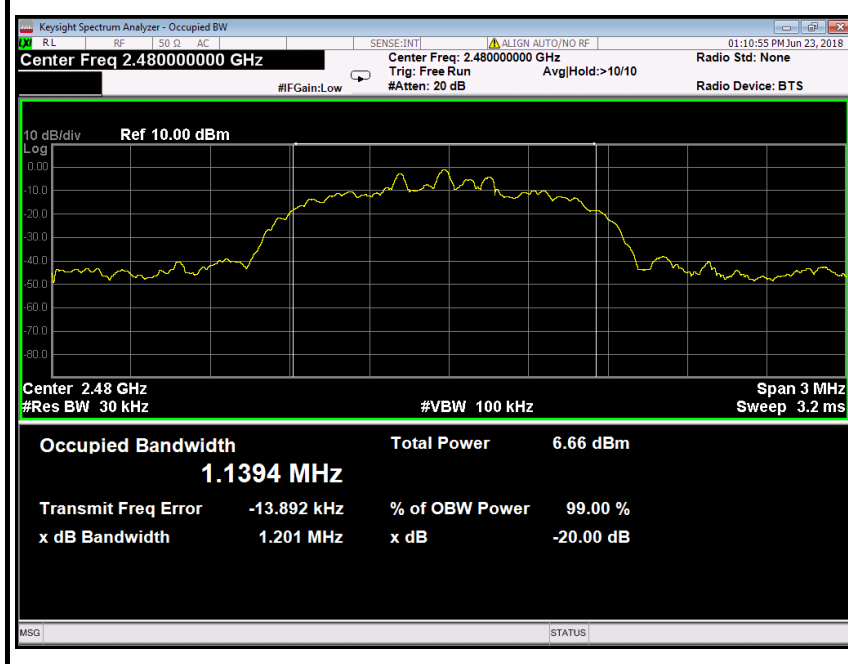 Keysight Spectrum Analyzer - Occupied BW
LXI RL RF 50 Ω AC SENSE:INT ALIGN AUTO/NO RF 01:10:55 PM Jun 23, 2018
Center Freq 2.480000000 GHz Center Freq: 2.480000000 GHz Radio Std: None
Trig: Free Run Avg|Hold:>10/10
#IFGain:Low #Atten: 20 dB Radio Device: BTS
10 dB/div Ref 10.00 dBm
Log
0.00
-10.0
-20.0
-30.0
-40.0
-50.0
-60.0
-70.0
-80.0
Center 2.48 GHz Span 3 MHz
#Res BW 30 kHz #VBW 100 kHz Sweep 3.2 ms
Occupied Bandwidth Total Power 6.66 dBm
1.1394 MHz
Transmit Freq Error -13.892 kHz % of OBW Power 99.00 %
x dB Bandwidth 1.201 MHz x dB -20.00 dB
MSG STATUS